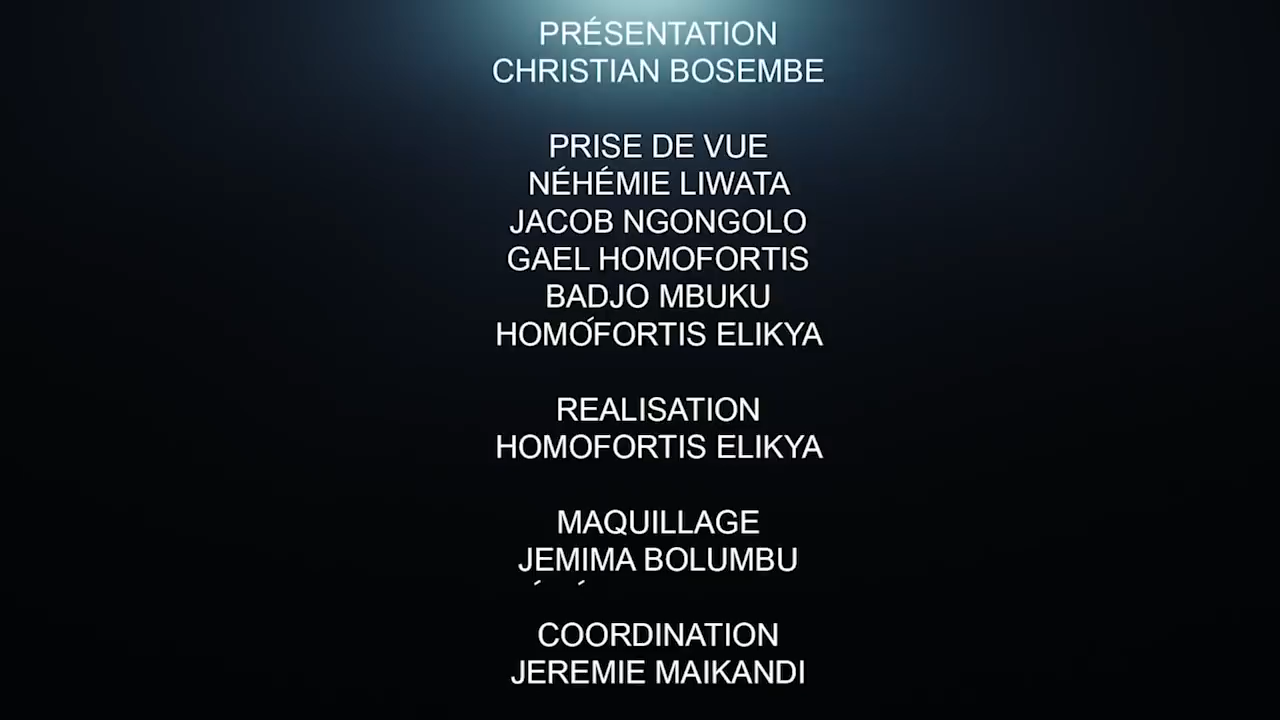 PRÉSENTATION
CHRISTIAN BOSEMBE
PRISE DE VUE
NÉHÉMIE LIWATA
JACOB NGONGOLO
GAEL HOMOFORTIS
BADJO MBUKU
HOMOFORTIS ELIKYA
REALISATION
HOMOFORTIS ELIKYA
MAQUILLAGE
JEMIMA BOLUMBU
COORDINATION
JEREMIE MAIKANDI